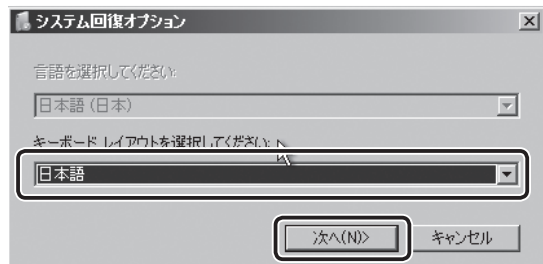 システム回復オプション
言語を選択してください:
日本語 (日本)
キーボード レイアウトを選択してください:
日本語
次へ(N)>
キャンセル